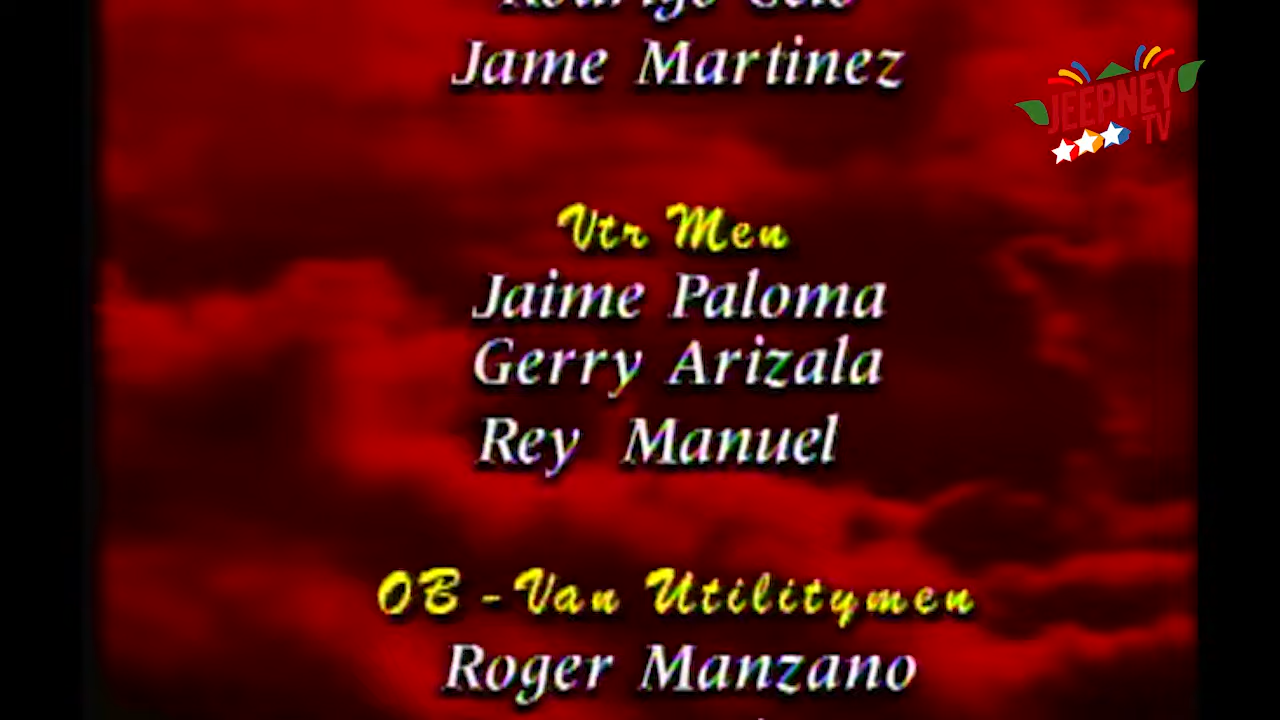 Jame Martinez
JEEPNEY
TV
Vtr Men
Jaime Paloma
Gerry Arizala
Rey Manuel
OB - Van Utilitymen
Roger Manzano